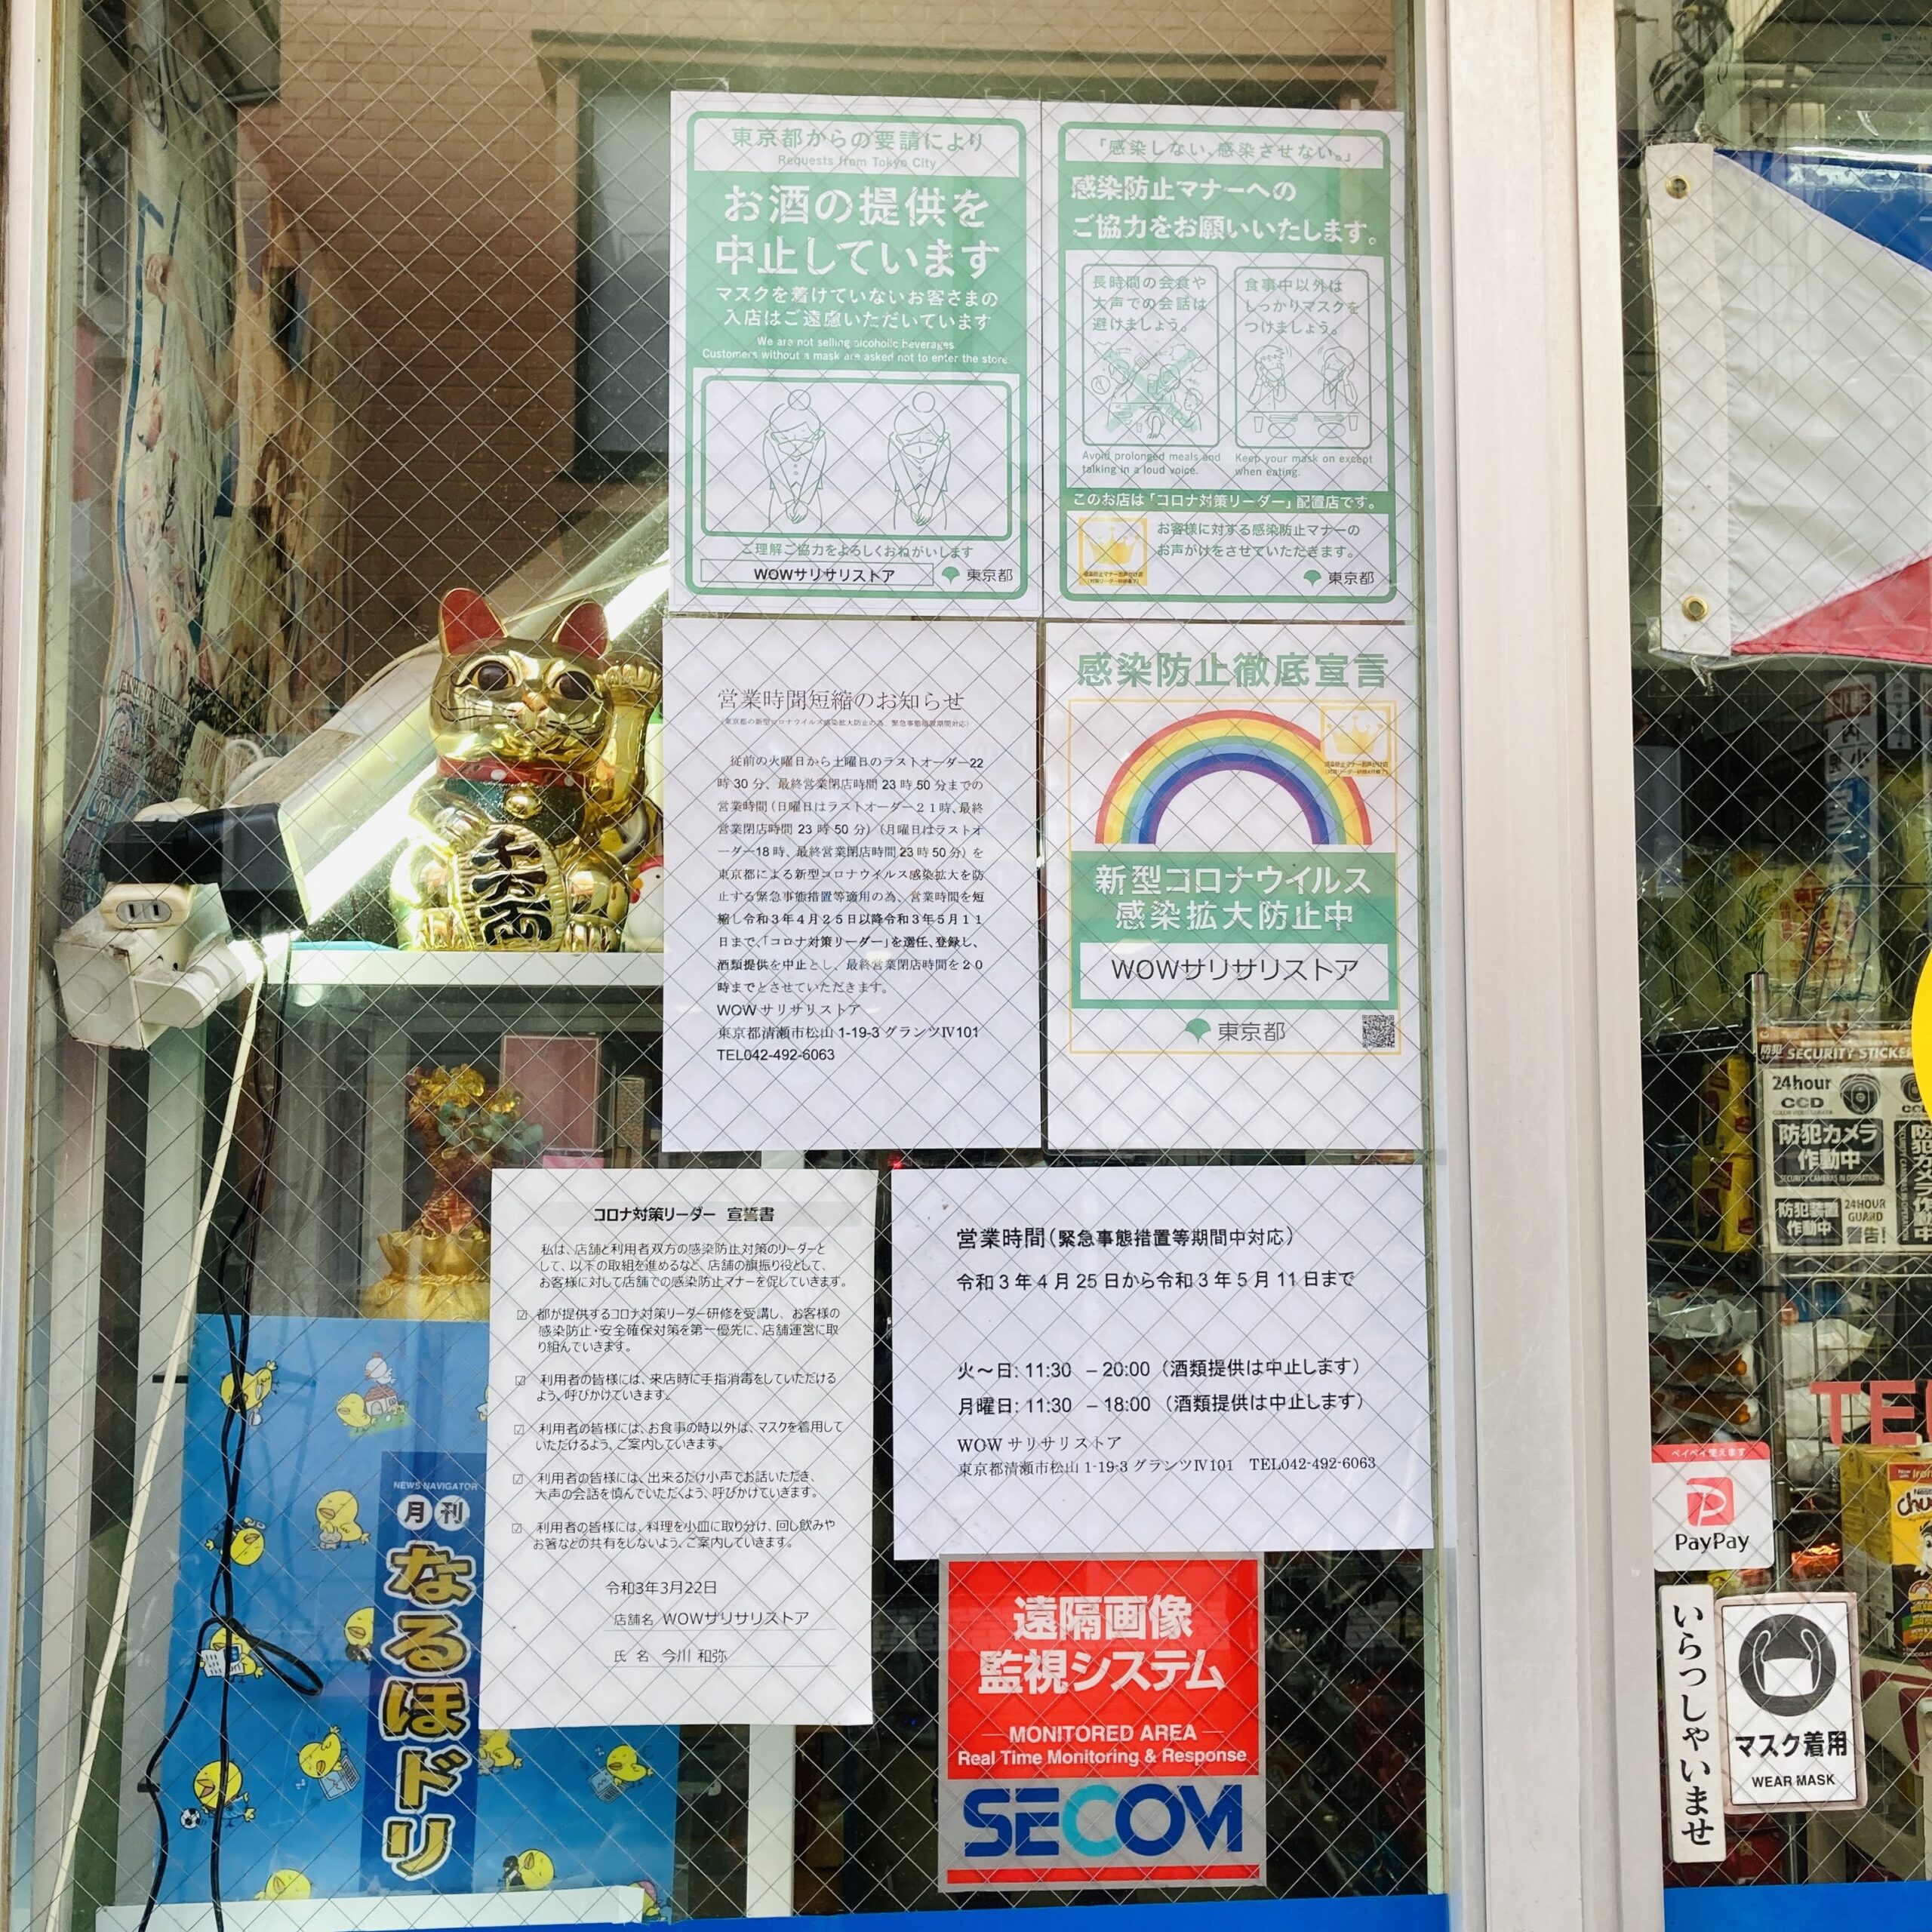 東京都からの要請により
Requests from Tokyo City
お酒の提供を
中止しています
マスクを着けていないお客さまの
入店はご遠慮いただいています
We are not selling alcoholic beverages
Customers without a mask are asked not to enter the store
ご理解ご協力をよろしくおねがいします
WOWサリサリストア
東京都
「感染しない、感染させない。」
感染防止マナーへの
ご協力をお願いいたします。
長時間の会食や
大声での会話は
避けましょう。
食事中以外は
しっかりマスクを
つけましょう。
Avoid prolonged meals and
talking in a loud voice.
Keep your mask on except
when eating.
このお店は「コロナ対策リーダー」配置店です。
お客様に対する感染防止マナーの
お声がけをさせていただきます。
東京都
営業時間短縮のお知らせ
従前の火曜日から土曜日のラストオーダー22
時30分、最終営業閉店時間23時50分までの
営業時間(日曜日はラストオーダー21時、最終
営業閉店時間23時50分)(月曜日はラストオ
ーダー18時、最終営業閉店時間23時50分)を
東京都による新型コロナウイルス感染拡大を防
止する緊急事態措置等適用の為、営業時間を短
縮し令和3年4月25日以降令和3年5月11
日まで、「コロナ対策リーダー」を選任、登録し、
酒類提供を中止とし、最終営業閉店時間を20
時までとさせていただきます。
WOWサリサリストア
東京都清瀬市松山1-19-3グランツⅣ101
TEL042-492-6063
感染防止徹底宣言
新型コロナウイルス
感染拡大防止中
WOWサリサリストア
東京都
コロナ対策リーダー 宣誓書
私は、店舗と利用者双方の感染防止対策のリーダーと
して、以下の取組を進めるなど、店舗の旗振り役として、
お客様に対して店舗での感染防止マナーを促していきます。
☑ 都が提供するコロナ対策リーダー研修を受講し、お客様の
感染防止・安全確保対策を第一優先に、店舗運営に取
り組んでいきます。
☑ 利用者の皆様には、来店時に手指消毒をしていただける
よう、呼びかけていきます。
☑ 利用者の皆様には、お食事の時以外は、マスクを着用して
いただけるよう、ご案内していきます。
☑ 利用者の皆様には、出来るだけ小声でお話いただき、
大声の会話を慎んでいただくよう、呼びかけていきます。
☑ 利用者の皆様には、料理を小皿に取り分け、回し飲みや
お箸などの共有をしないよう、ご案内していきます。
令和3年3月22日
店舗名 WOWサリサリストア
氏 名 今川 和弥
営業時間(緊急事態措置等期間中対応)
令和3年4月25日から令和3年5月11日まで
火～日: 11:30 – 20:00 (酒類提供は中止します)
月曜日: 11:30 – 18:00 (酒類提供は中止します)
WOWサリサリストア
東京都清瀬市松山1-19-3グランツⅣ101 TEL042-492-6063
遠隔画像
監視システム
MONITORED AREA
Real Time Monitoring & Response
SECOM
NEWS NAVIGATOR
月刊
なるほドリ
防犯 SECURITY STICKE
24hour
CCD
防犯カメラ
作動中
SECURITY CAMERAS IN OPERATION
防犯装置
作動中
24HOUR
GUARD
警告!
TE
ペイペイ使えます
PayPay
いらっしゃいませ
マスク着用
WEAR MASK